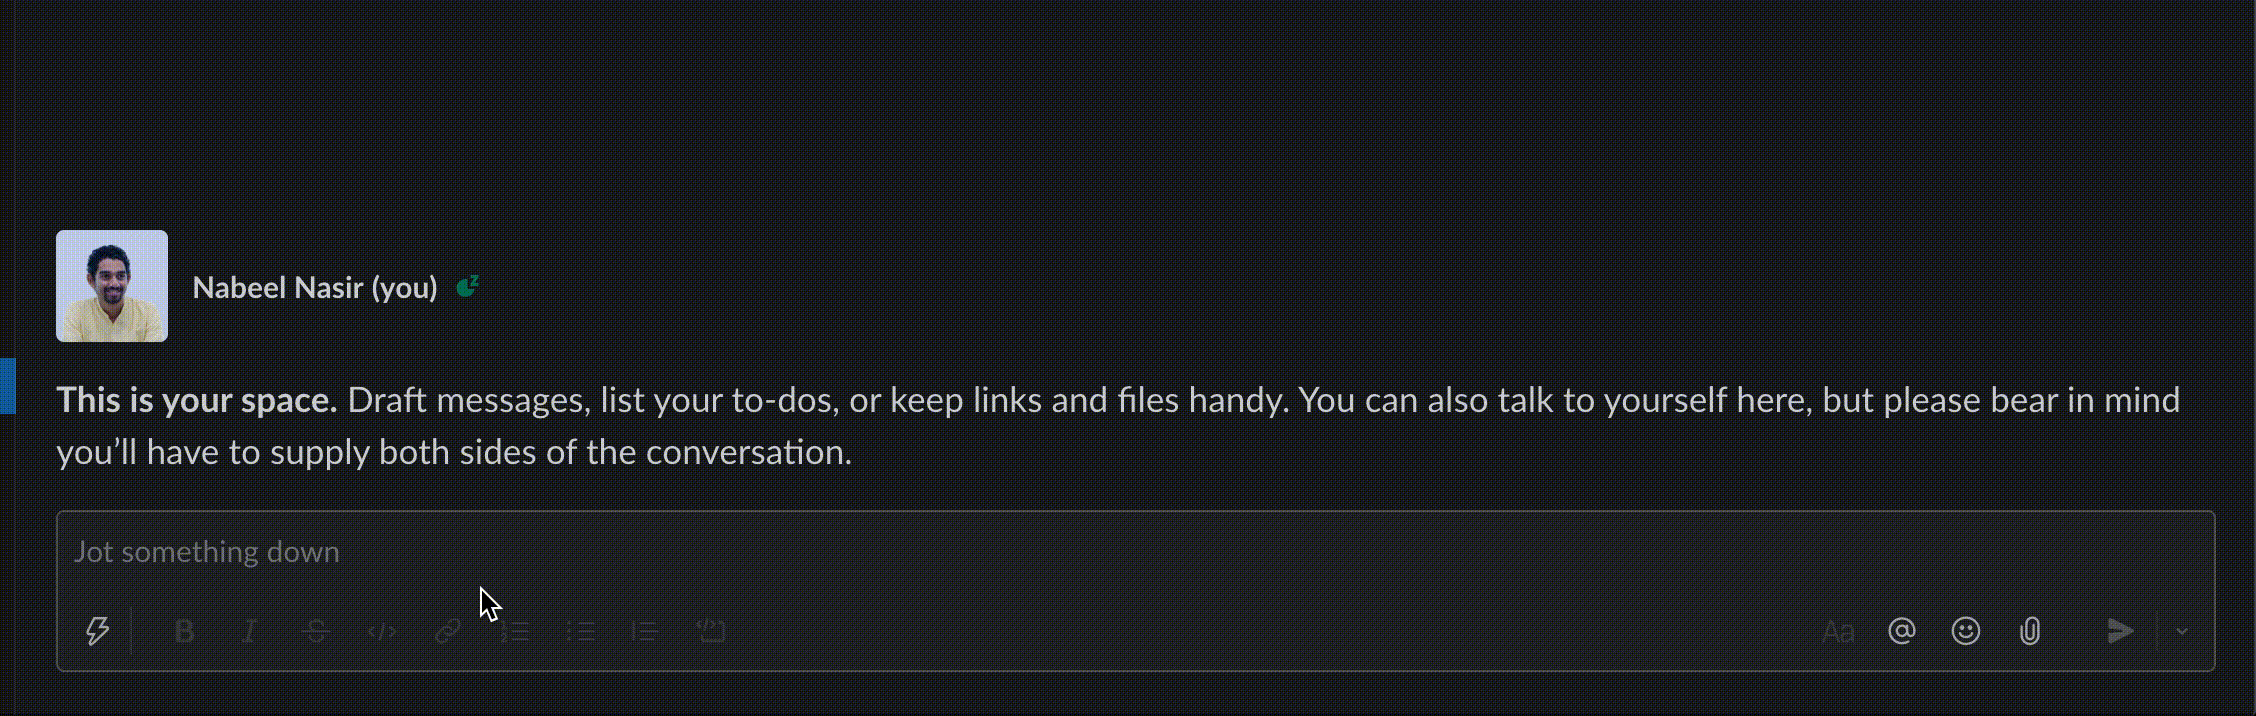 Nabeel Nasir (you)
This is your space. Draft messages, list your to-dos, or keep links and files handy. You can also talk to yourself here, but please bear in mind
you’ll have to supply both sides of the conversation.
Jot something down
B I S </> Aa @